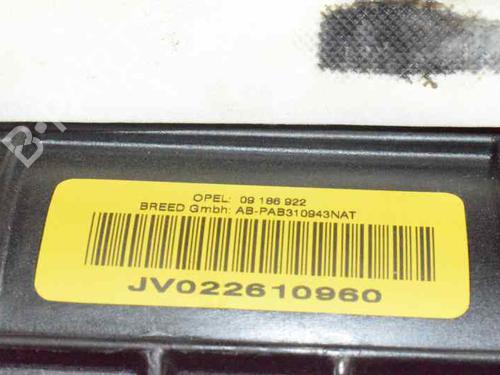 OPEL: 09 186 922
BREED Gmbh: AB-PAB310943NAT
JV022610960